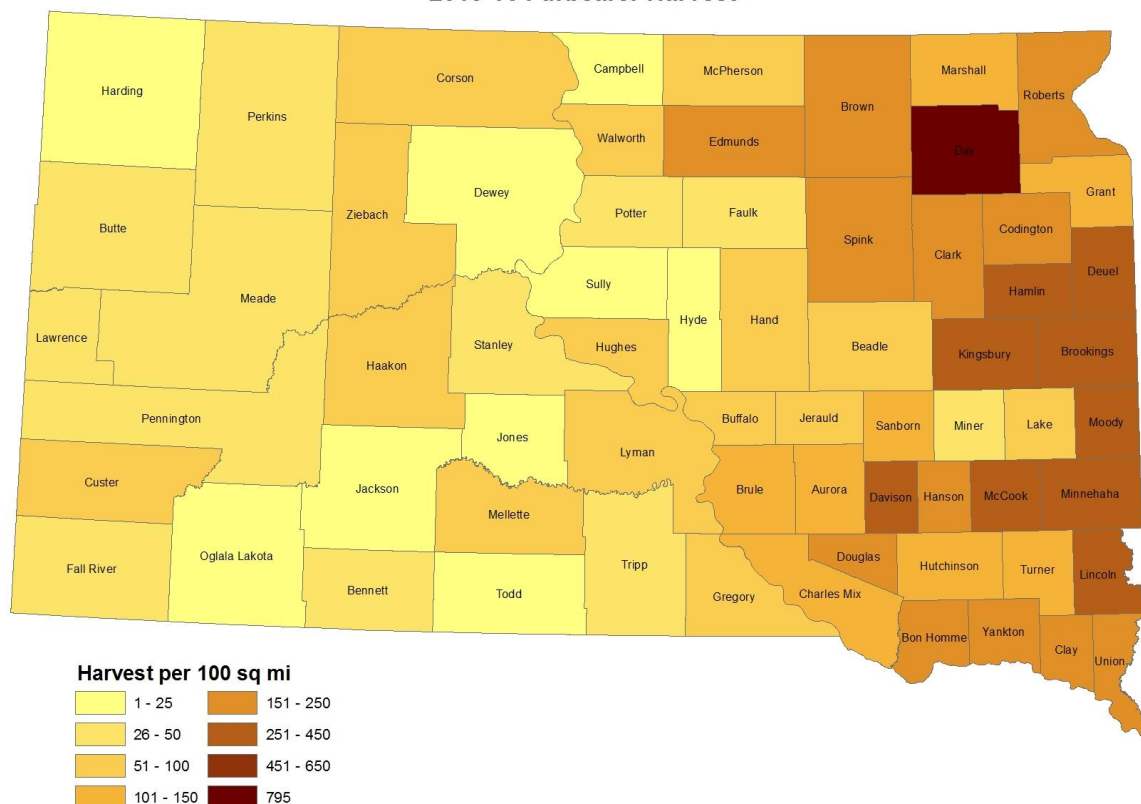 Harding
Perkins
Corson
Campbell
McPherson
Brown
Marshall
Roberts
Walworth
Edmunds
Day
Dewey
Ziebach
Butte
Potter
Faulk
Spink
Clark
Codington
Grant
Meade
Sully
Hyde
Hand
Hamlin
Deuel
Lawrence
Haakon
Stanley
Hughes
Beadle
Kingsbury
Brookings
Pennington
Jones
Lyman
Buffalo
Jerauld
Sanborn
Miner
Lake
Moody
Custer
Jackson
Mellette
Brule
Aurora
Davison
Hanson
McCook
Minnehaha
Fall River
Oglala Lakota
Bennett
Todd
Tripp
Gregory
Charles Mix
Douglas
Hutchinson
Turner
Lincoln
Bon Homme
Yankton
Clay
Union
Harvest per 100 sq mi
1 - 25
26 - 50
51 - 100
101 - 150
151 - 250
251 - 450
451 - 650
795